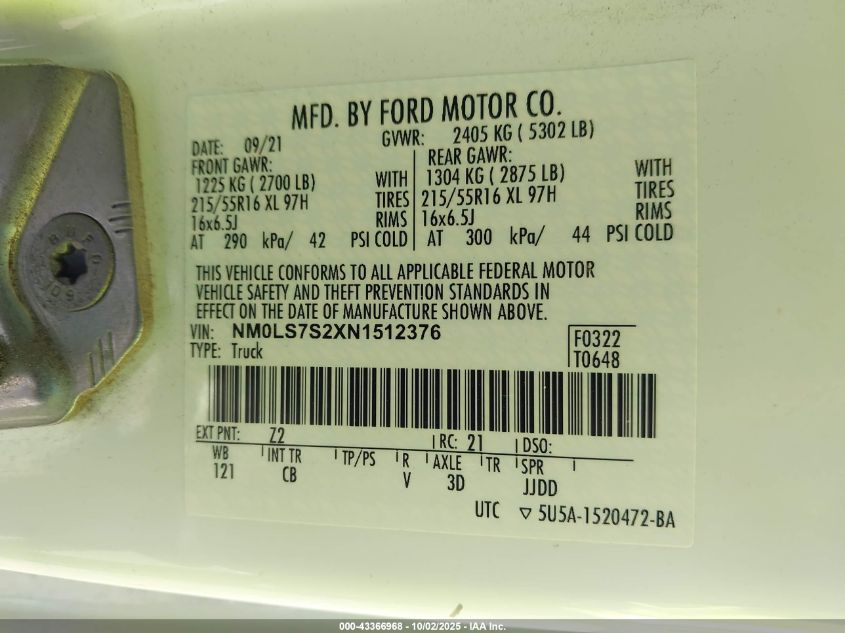 MFD. BY FORD MOTOR CO.
DATE: 09/21 GVWR: 2405 KG ( 5302 LB)
FRONT GAWR: REAR GAWR:
1225 KG ( 2700 LB) WITH 1304 KG ( 2875 LB) WITH
215/55R16 XL 97H TIRES 215/55R16 XL 97H TIRES
16x6.5J RIMS 16x6.5J RIMS
AT 290 kPa/ 42 PSI COLD AT 300 kPa/ 44 PSI COLD
THIS VEHICLE CONFORMS TO ALL APPLICABLE FEDERAL MOTOR
VEHICLE SAFETY AND THEFT PREVENTION STANDARDS IN
EFFECT ON THE DATE OF MANUFACTURE SHOWN ABOVE.
VIN: NM0LS7S2XN1512376 F0322
TYPE: Truck T0648
EXT PNT: Z2 RC: 21 DSO:
WB INT TR TP/PS R AXLE TR SPR
121 CB V 3D JJDD
UTC ▽ 5U5A-1520472-BA
000-43366968 - 10/02/2025 - IAA Inc.